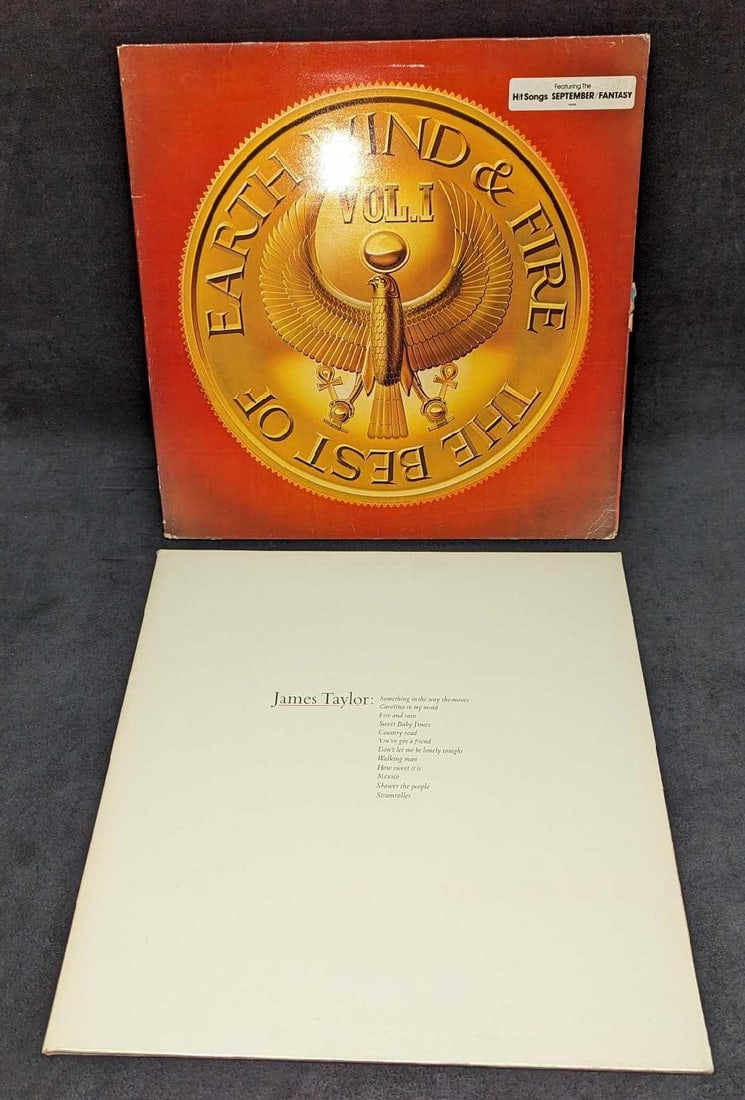 Featuring The
Hit Songs SEPTEMBER/FANTASY
EARTH WIND & FIRE
VOL.I
THE BEST OF
James Taylor:
Something in the way she moves
Carolina in my mind
Fire and rain
Sweet Baby James
Country road
You've got a friend
Don't let me be lonely tonight
Walking man
How sweet it is
Mexico
Shower the people
Steamroller